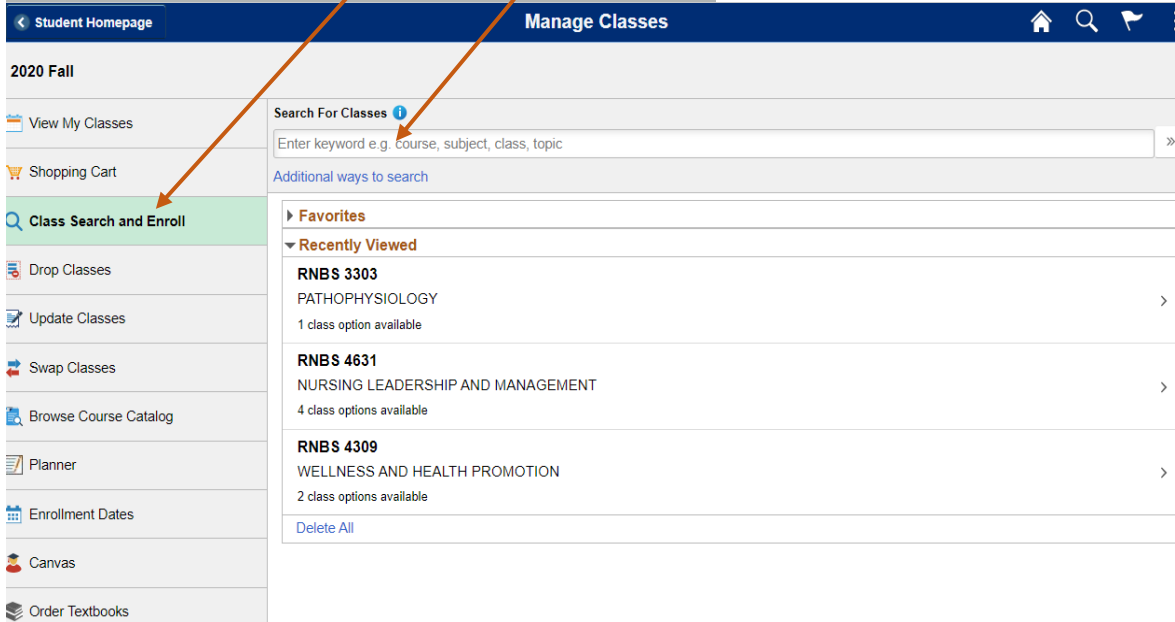 Student Homepage
Manage Classes
2020 Fall
View My Classes
Shopping Cart
Class Search and Enroll
Drop Classes
Update Classes
Swap Classes
Browse Course Catalog
Planner
Enrollment Dates
Canvas
Order Textbooks
Search For Classes
Enter keyword e.g. course, subject, class, topic
Additional ways to search
Favorites
Recently Viewed
RNBS 3303
PATHOPHYSIOLOGY
1 class option available
RNBS 4631
NURSING LEADERSHIP AND MANAGEMENT
4 class options available
RNBS 4309
WELLNESS AND HEALTH PROMOTION
2 class options available
Delete All